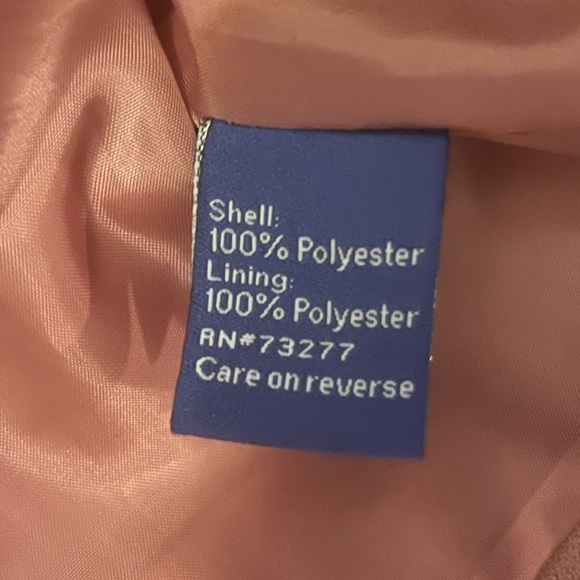 Shell:
100% Polyester
Lining:
100% Polyester
RN#73277
Care on reverse